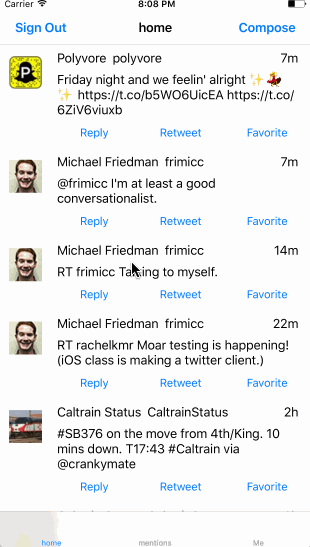 Carrier 8:08 PM
Sign Out home Compose
Polyvore polyvore 7m
Friday night and we feelin' alright ✨ 💃
✨ https://t.co/b5WO6UicEA https://t.co/
6ZiV6viuxb
Reply Retweet Favorite
Michael Friedman frimicc 7m
@frimicc I'm at least a good
conversationalist.
Reply Retweet Favorite
Michael Friedman frimicc 14m
RT frimicc Talking to myself.
Reply Retweet Favorite
Michael Friedman frimicc 22m
RT rachelkmr Moar testing is happening!
(iOS class is making a twitter client.)
Reply Retweet Favorite
Caltrain Status CaltrainStatus 2h
#SB376 on the move from 4th/King. 10
mins down. T17:43 #Caltrain via
@crankymate
Reply Retweet Favorite
home mentions Me